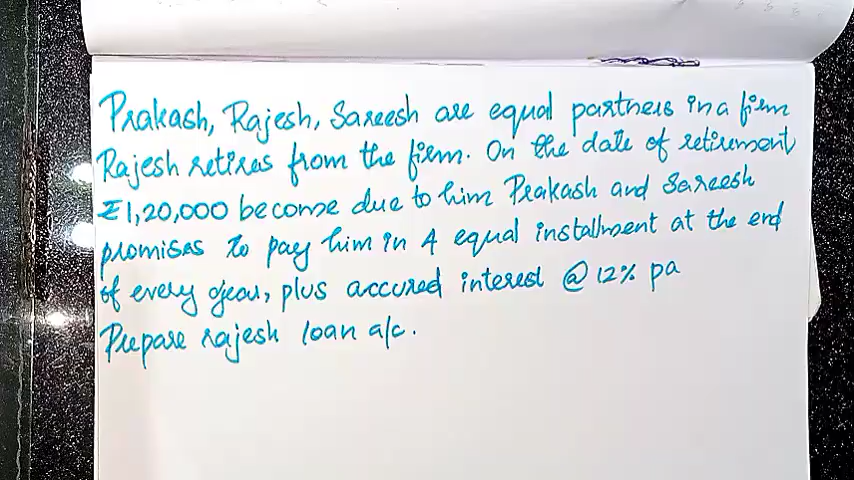 Prakash, Rajesh, Sareesh are equal partners in a firm
Rajesh retires from the firm. On the date of retirement
₹1,20,000 become due to him Prakash and Sareesh
promises to pay him in 4 equal installment at the end
of every year, plus accured interest @ 12% pa
Prepare rajesh loan a/c.